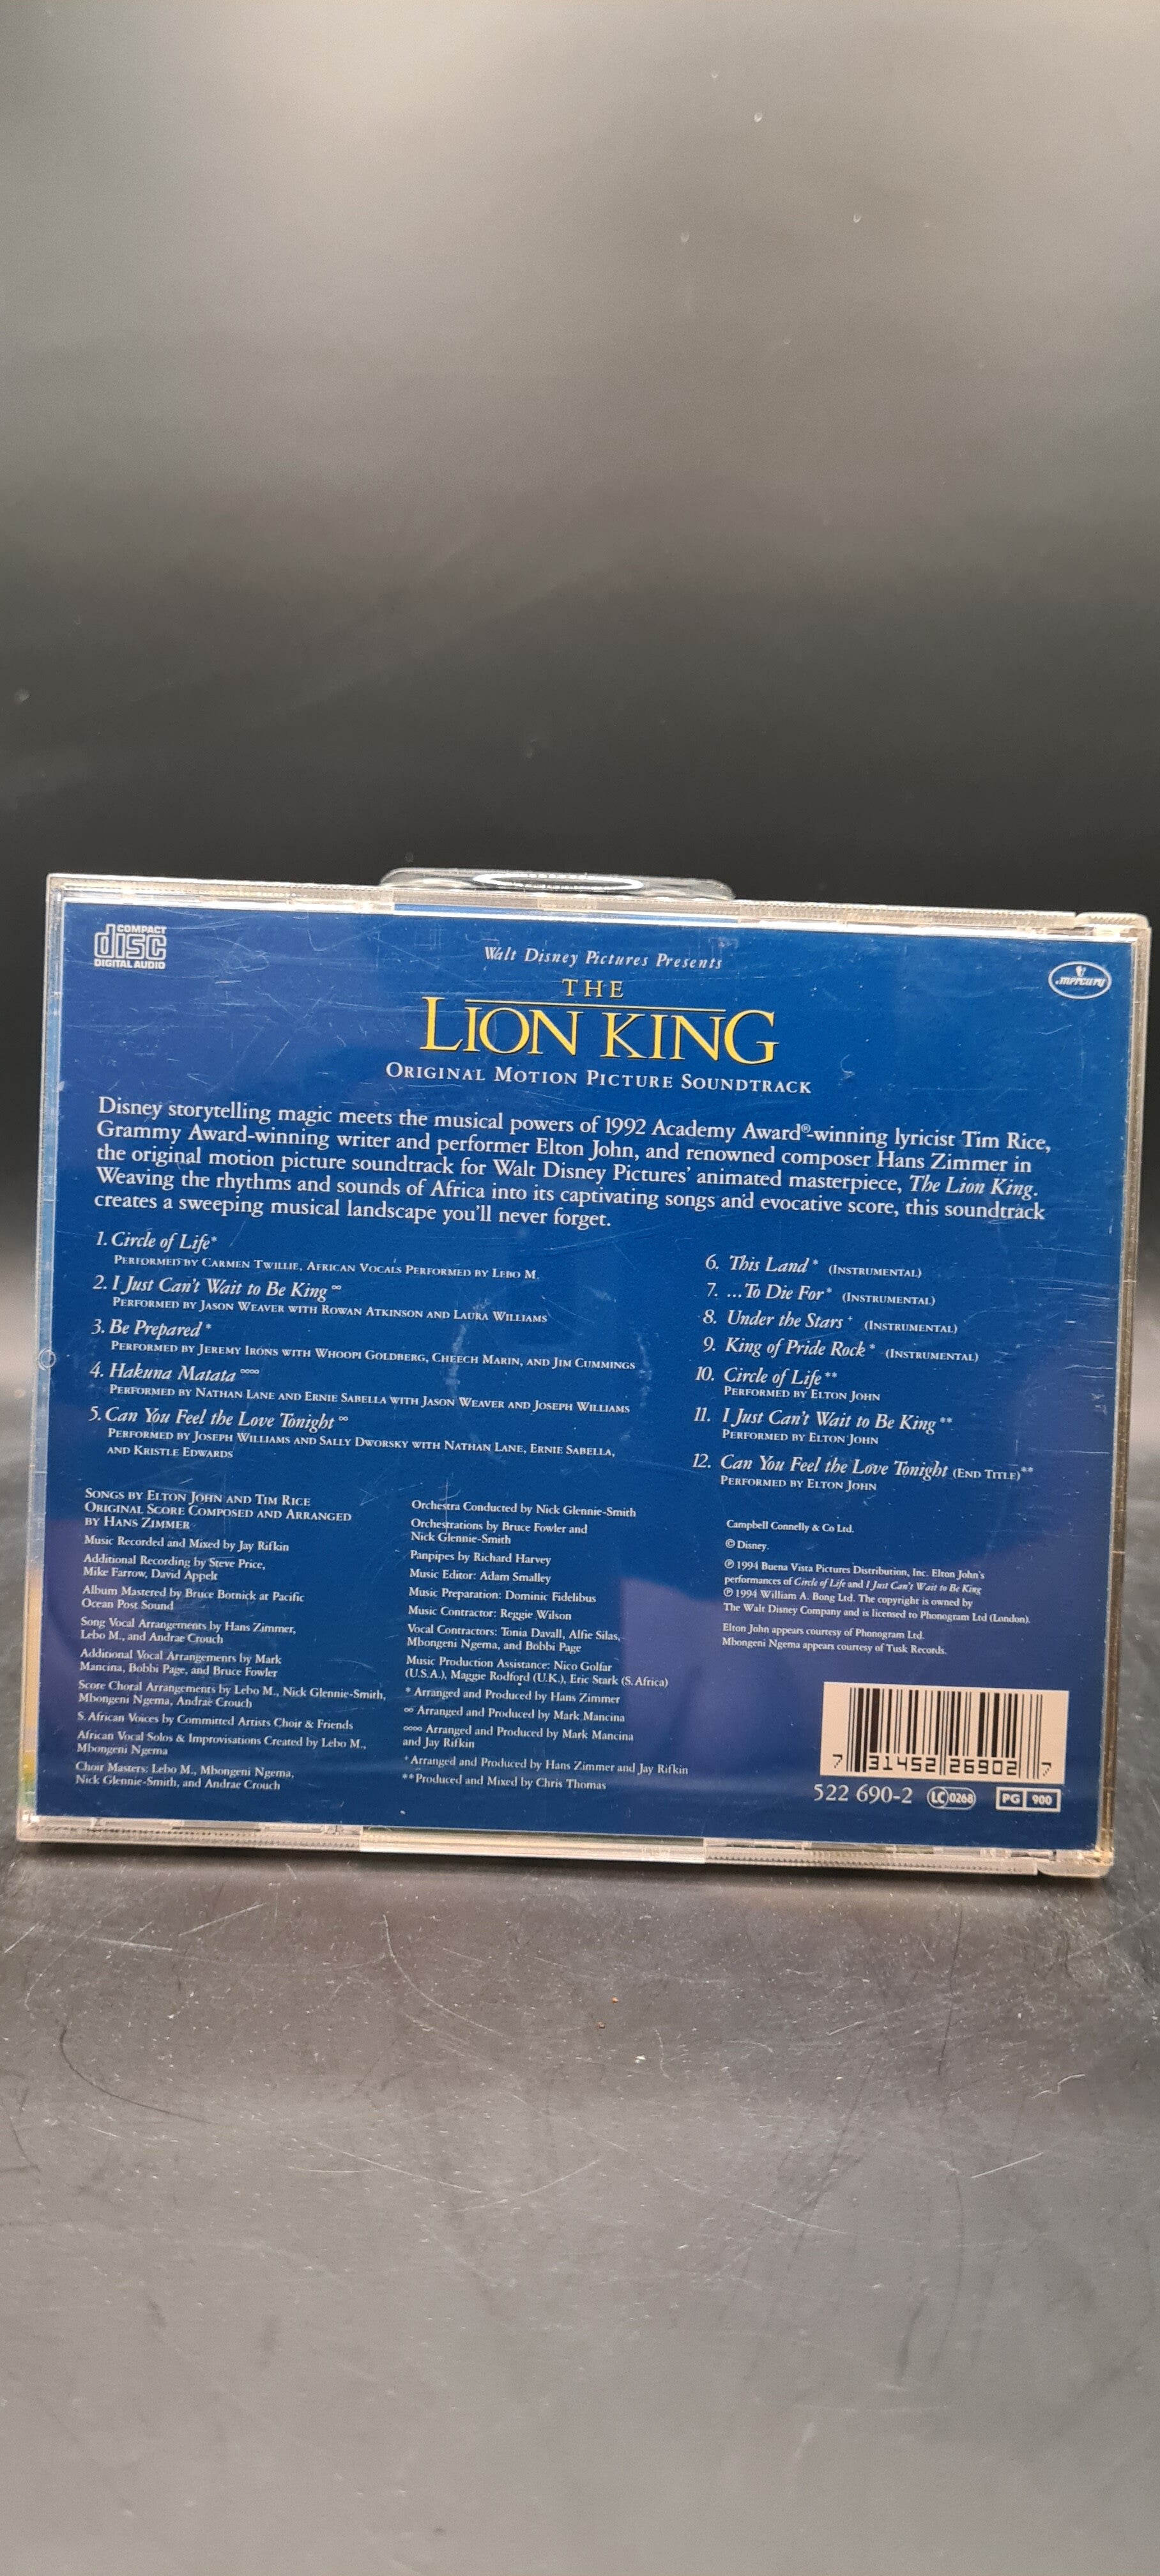 COMPACT
disc
DIGITAL AUDIO
Walt Disney Pictures Presents
mercury
THE
LION KING
ORIGINAL MOTION PICTURE SOUNDTRACK
Disney storytelling magic meets the musical powers of 1992 Academy Award®-winning lyricist Tim Rice,
Grammy Award-winning writer and performer Elton John, and renowned composer Hans Zimmer in
the original motion picture soundtrack for Walt Disney Pictures' animated masterpiece, The Lion King.
Weaving the rhythms and sounds of Africa into its captivating songs and evocative score, this soundtrack
creates a sweeping musical landscape you'll never forget.
1. Circle of Life*
PERFORMED BY CARMEN TWILLIE, AFRICAN VOCALS PERFORMED BY LEBO M.
2. I Just Can't Wait to Be King ∞
PERFORMED BY JASON WEAVER WITH ROWAN ATKINSON AND LAURA WILLIAMS
3. Be Prepared *
PERFORMED BY JEREMY IRONS WITH WHOOPI GOLDBERG, CHEECH MARIN, AND JIM CUMMINGS
4. Hakuna Matata ∞∞
PERFORMED BY NATHAN LANE AND ERNIE SABELLA WITH JASON WEAVER AND JOSEPH WILLIAMS
5. Can You Feel the Love Tonight ∞
PERFORMED BY JOSEPH WILLIAMS AND SALLY DWORSKY WITH NATHAN LANE, ERNIE SABELLA,
AND KRISTLE EDWARDS
6. This Land * (INSTRUMENTAL)
7. ...To Die For* (INSTRUMENTAL)
8. Under the Stars + (INSTRUMENTAL)
9. King of Pride Rock * (INSTRUMENTAL)
10. Circle of Life **
PERFORMED BY ELTON JOHN
11. I Just Can't Wait to Be King **
PERFORMED BY ELTON JOHN
12. Can You Feel the Love Tonight (END TITLE)**
PERFORMED BY ELTON JOHN
SONGS BY ELTON JOHN AND TIM RICE
ORIGINAL SCORE COMPOSED AND ARRANGED
BY HANS ZIMMER
Music Recorded and Mixed by Jay Rifkin
Additional Recording by Steve Price,
Mike Farrow, David Appelt
Album Mastered by Bruce Botnick at Pacific
Ocean Post Sound
Song Vocal Arrangements by Hans Zimmer,
Lebo M., and Andrae Crouch
Additional Vocal Arrangements by Mark
Mancina, Bobbi Page, and Bruce Fowler
Score Choral Arrangements by Lebo M., Nick Glennie-Smith,
Mbongeni Ngema, Andrae Crouch
S. African Voices by Committed Artists Choir & Friends
African Vocal Solos & Improvisations Created by Lebo M.,
Mbongeni Ngema
Choir Masters: Lebo M., Mbongeni Ngema,
Nick Glennie-Smith, and Andrae Crouch
Orchestra Conducted by Nick Glennie-Smith
Orchestrations by Bruce Fowler and
Nick Glennie-Smith
Panpipes by Richard Harvey
Music Editor: Adam Smalley
Music Preparation: Dominic Fidelibus
Music Contractor: Reggie Wilson
Vocal Contractors: Tonia Davall, Alfie Silas,
Mbongeni Ngema, and Bobbi Page
Music Production Assistance: Nico Golfar
(U.S.A.), Maggie Rodford (U.K.), Eric Stark (S. Africa)
* Arranged and Produced by Hans Zimmer
∞ Arranged and Produced by Mark Mancina
∞∞ Arranged and Produced by Mark Mancina
and Jay Rifkin
+ Arranged and Produced by Hans Zimmer and Jay Rifkin
** Produced and Mixed by Chris Thomas
Campbell Connelly & Co Ltd.
© Disney.
℗ 1994 Buena Vista Pictures Distribution, Inc. Elton John's
performances of Circle of Life and I Just Can't Wait to Be King
℗ 1994 William A. Bong Ltd. The copyright is owned by
The Walt Disney Company and is licensed to Phonogram Ltd (London).
Elton John appears courtesy of Phonogram Ltd.
Mbongeni Ngema appears courtesy of Tusk Records.
7 31452 26902 7
522 690-2 LC 0268 PG 900